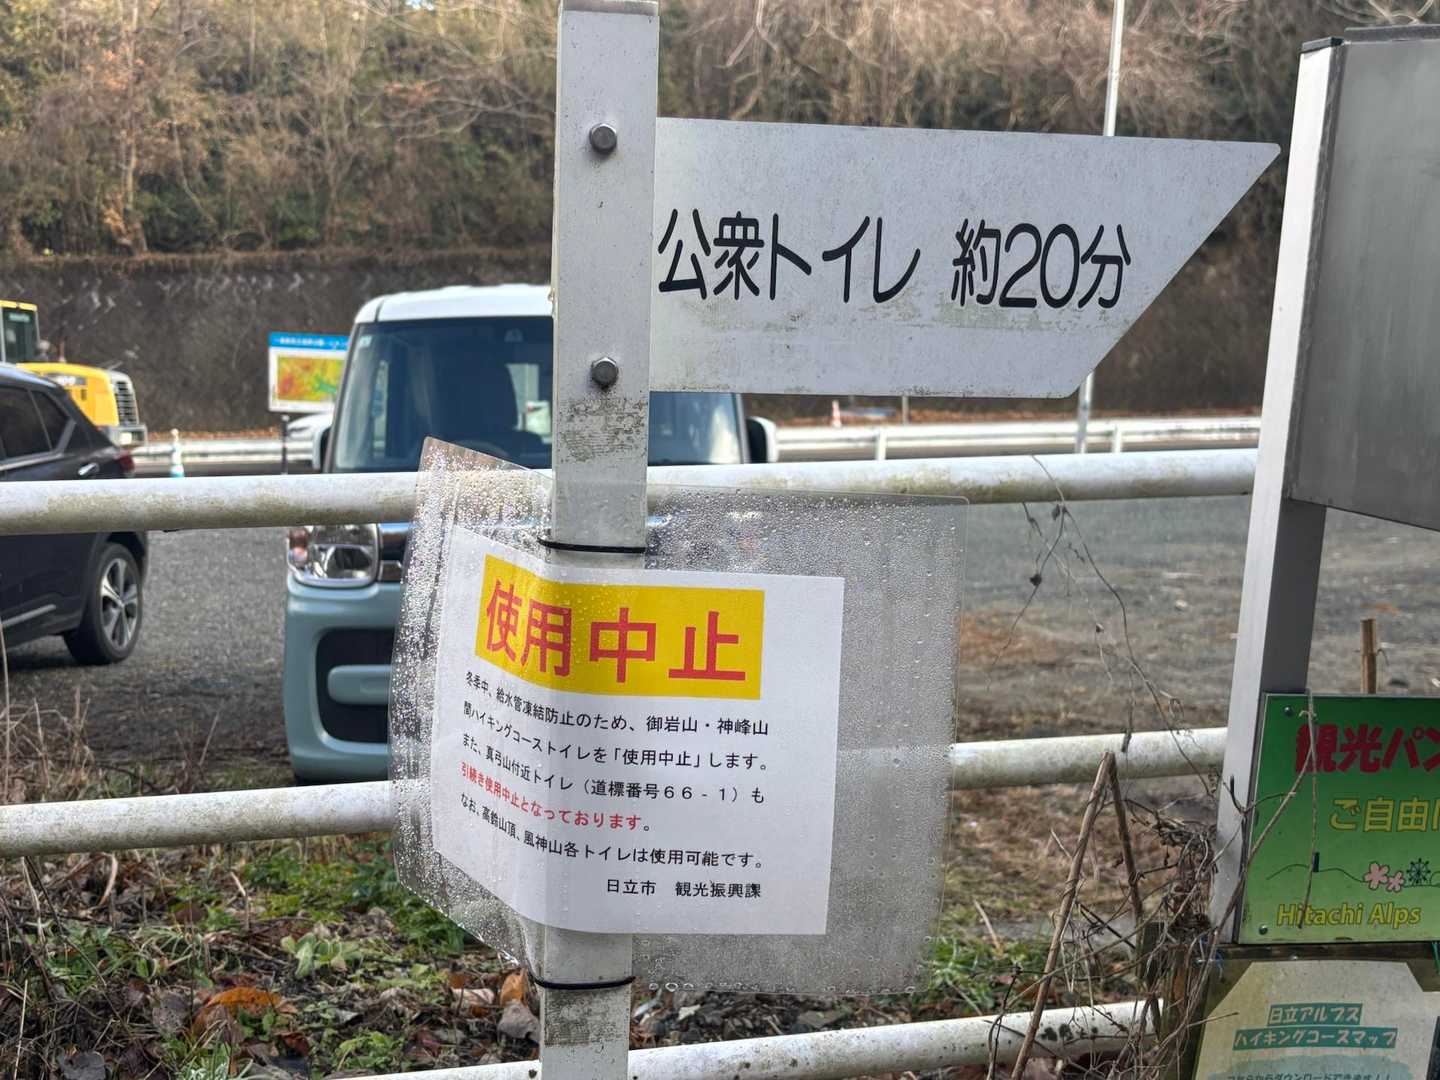 公衆トイレ 約20分
使用中止
冬季中、給水管凍結防止のため、御岩山・神峰山
間ハイキングコーストイレを「使用中止」します。
また、真弓山付近トイレ（道標番号６６‐１）も
引続き使用中止となっております。
なお、高鈴山頂、風神山各トイレは使用可能です。
日立市　観光振興課
観光パン
ご自由に
Hitachi Alps
日立アルプス
ハイキングコースマップ